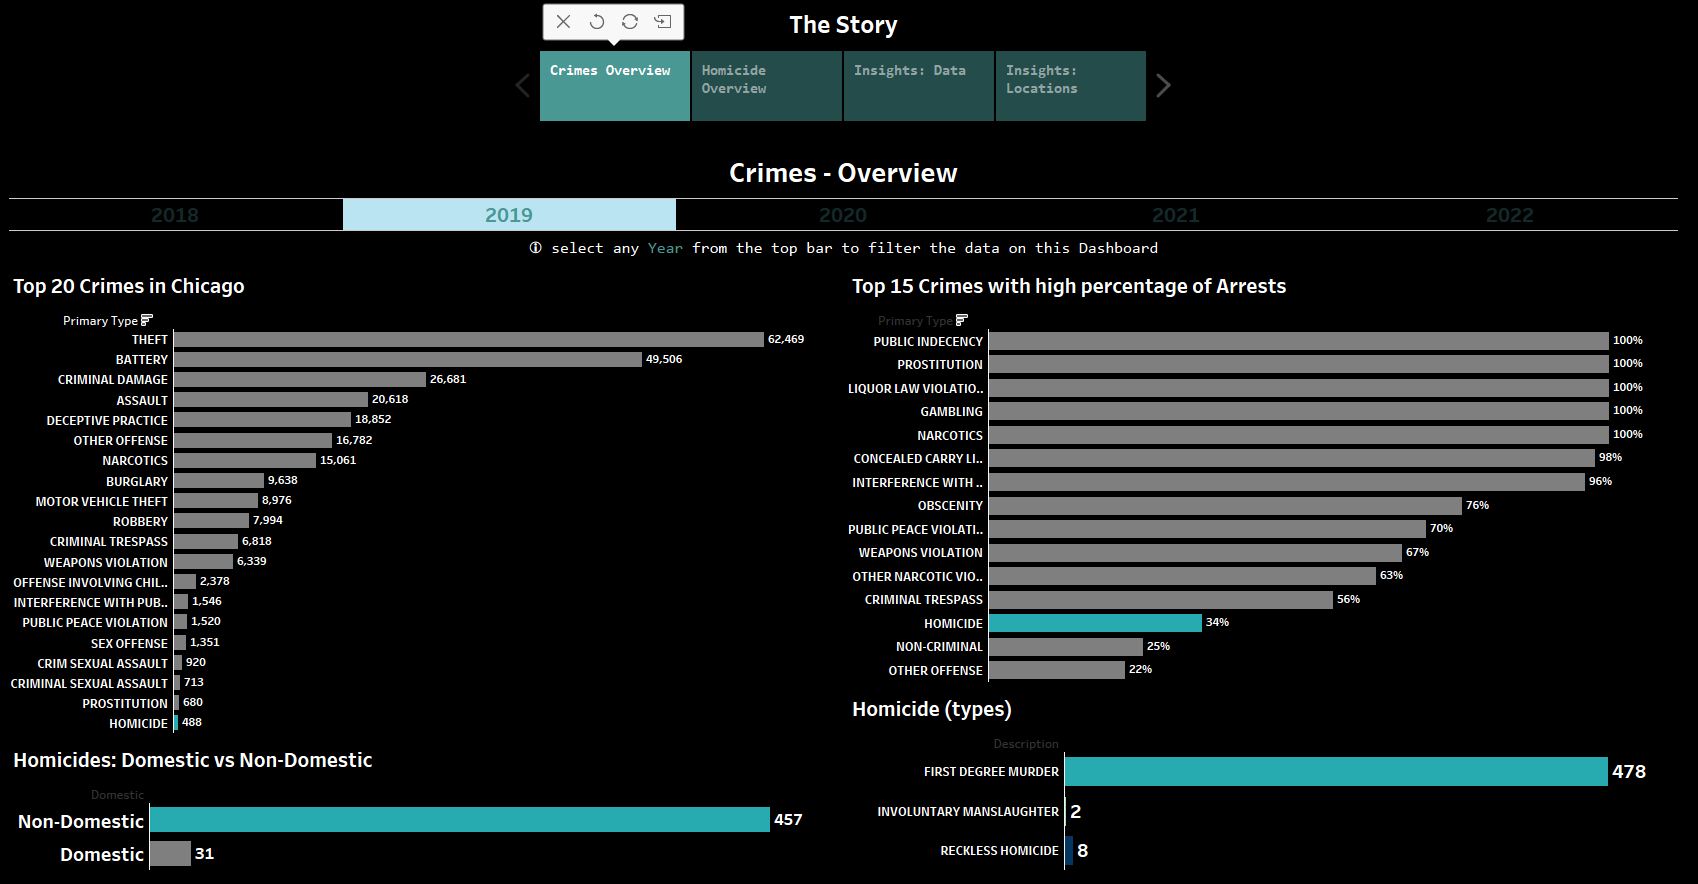 The Story
Crimes Overview
Homicide
Overview
Insights: Data
Insights:
Locations
Crimes - Overview
2018 2019 2020 2021 2022
select any Year from the top bar to filter the data on this Dashboard
Top 20 Crimes in Chicago
Primary Type
THEFT 62,469
BATTERY 49,506
CRIMINAL DAMAGE 26,681
ASSAULT 20,618
DECEPTIVE PRACTICE 18,852
OTHER OFFENSE 16,782
NARCOTICS 15,061
BURGLARY 9,638
MOTOR VEHICLE THEFT 8,976
ROBBERY 7,994
CRIMINAL TRESPASS 6,818
WEAPONS VIOLATION 6,339
OFFENSE INVOLVING CHIL.. 2,378
INTERFERENCE WITH PUB.. 1,546
PUBLIC PEACE VIOLATION 1,520
SEX OFFENSE 1,351
CRIM SEXUAL ASSAULT 920
CRIMINAL SEXUAL ASSAULT 713
PROSTITUTION 680
HOMICIDE 488
Top 15 Crimes with high percentage of Arrests
Primary Type
PUBLIC INDECENCY 100%
PROSTITUTION 100%
LIQUOR LAW VIOLATIO.. 100%
GAMBLING 100%
NARCOTICS 100%
CONCEALED CARRY LI.. 98%
INTERFERENCE WITH .. 96%
OBSCENITY 76%
PUBLIC PEACE VIOLATI.. 70%
WEAPONS VIOLATION 67%
OTHER NARCOTIC VIO.. 63%
CRIMINAL TRESPASS 56%
HOMICIDE 34%
NON-CRIMINAL 25%
OTHER OFFENSE 22%
Homicides: Domestic vs Non-Domestic
Domestic
Non-Domestic 457
Domestic 31
Homicide (types)
Description
FIRST DEGREE MURDER 478
INVOLUNTARY MANSLAUGHTER 2
RECKLESS HOMICIDE 8